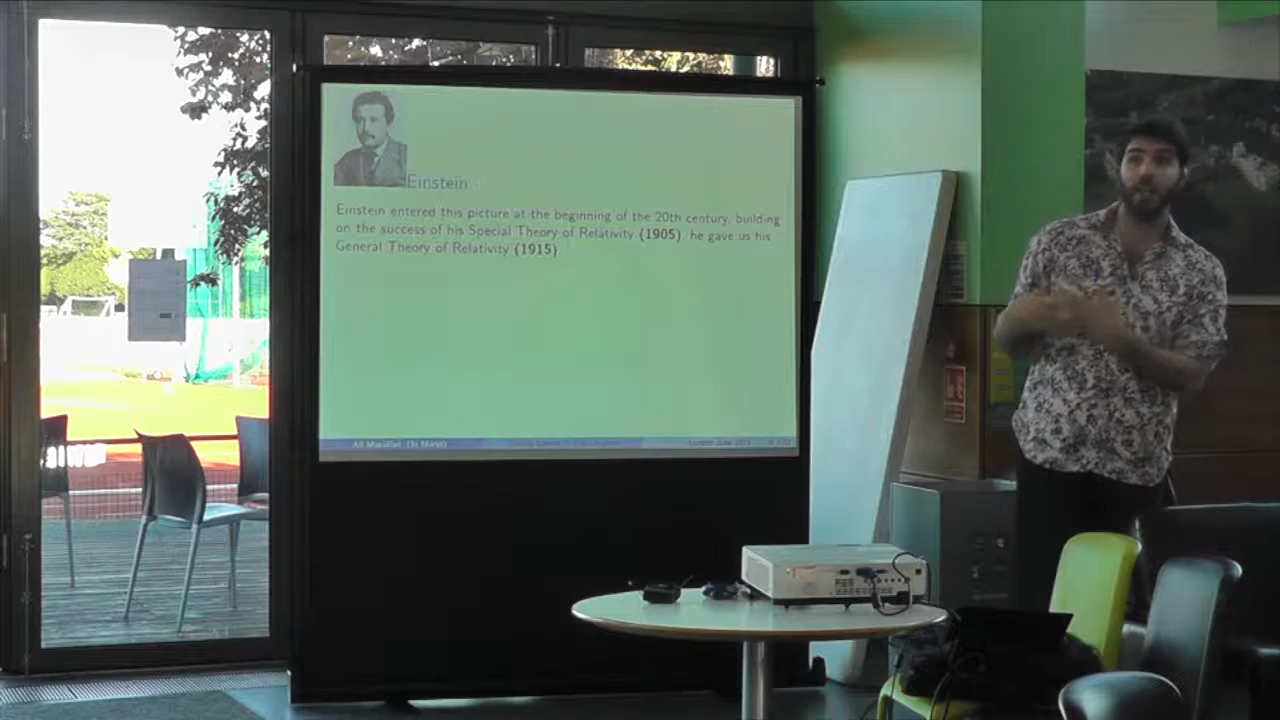 Einstein
Einstein entered this picture at the beginning of the 20th century, building
on the success of his Special Theory of Relativity (1905), he gave us his
General Theory of Relativity (1915).